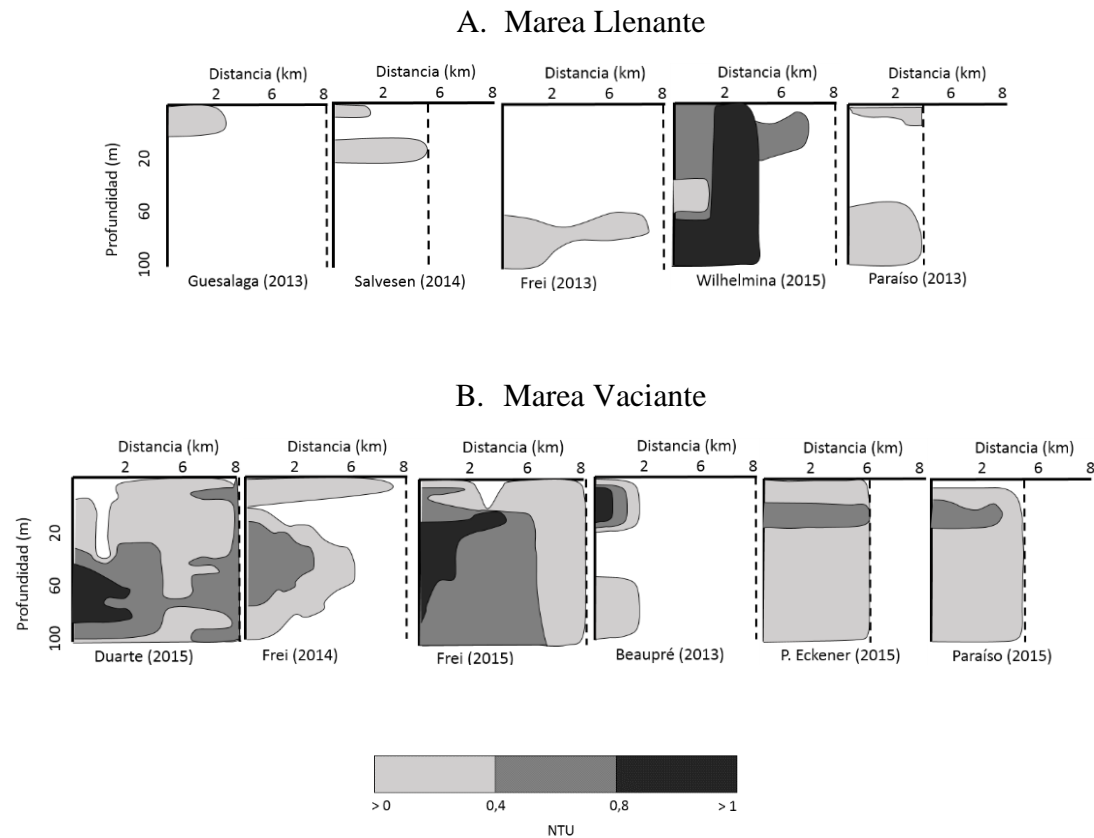 A. Marea Llenante
Distancia (km) Distancia (km) Distancia (km) Distancia (km) Distancia (km)
2 6 8 2 6 8 2 6 8 2 6 8 2 6 8
Profundidad (m)
20
60
100
Guesalaga (2013) Salvesen (2014) Frei (2013) Wilhelmina (2015) Paraíso (2013)
B. Marea Vaciante
Distancia (km) Distancia (km) Distancia (km) Distancia (km) Distancia (km) Distancia (km)
2 6 8 2 6 8 2 6 8 2 6 8 2 6 8 2 6 8
Profundidad (m)
20
60
100
Duarte (2015) Frei (2014) Frei (2015) Beaupré (2013) P. Eckener (2015) Paraíso (2015)
> 0 0,4 0,8 > 1
NTU